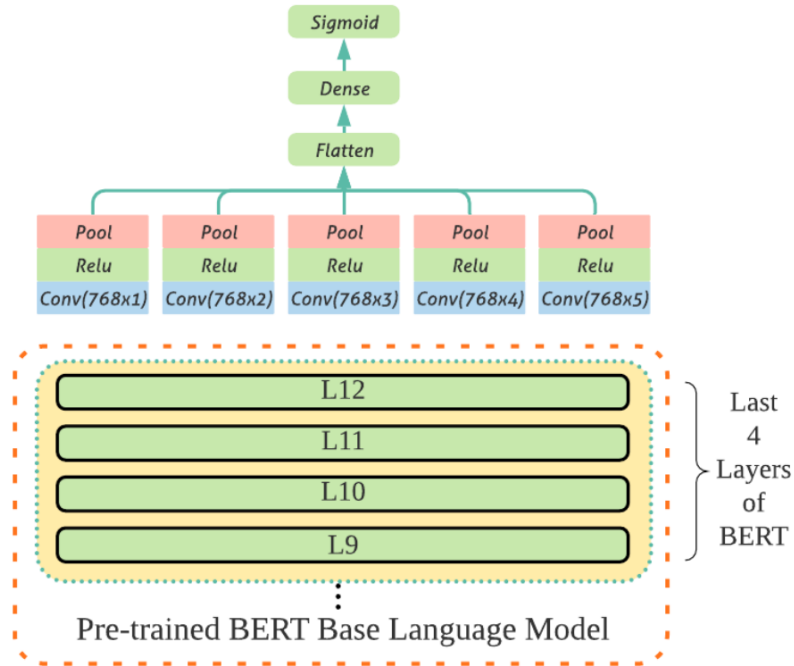 Sigmoid
Dense
Flatten
Pool Pool Pool Pool Pool
Relu Relu Relu Relu Relu
Conv(768x1) Conv(768x2) Conv(768x3) Conv(768x4) Conv(768x5)
L12
L11
L10
L9
Last
4
Layers
of
BERT
Pre-trained BERT Base Language Model